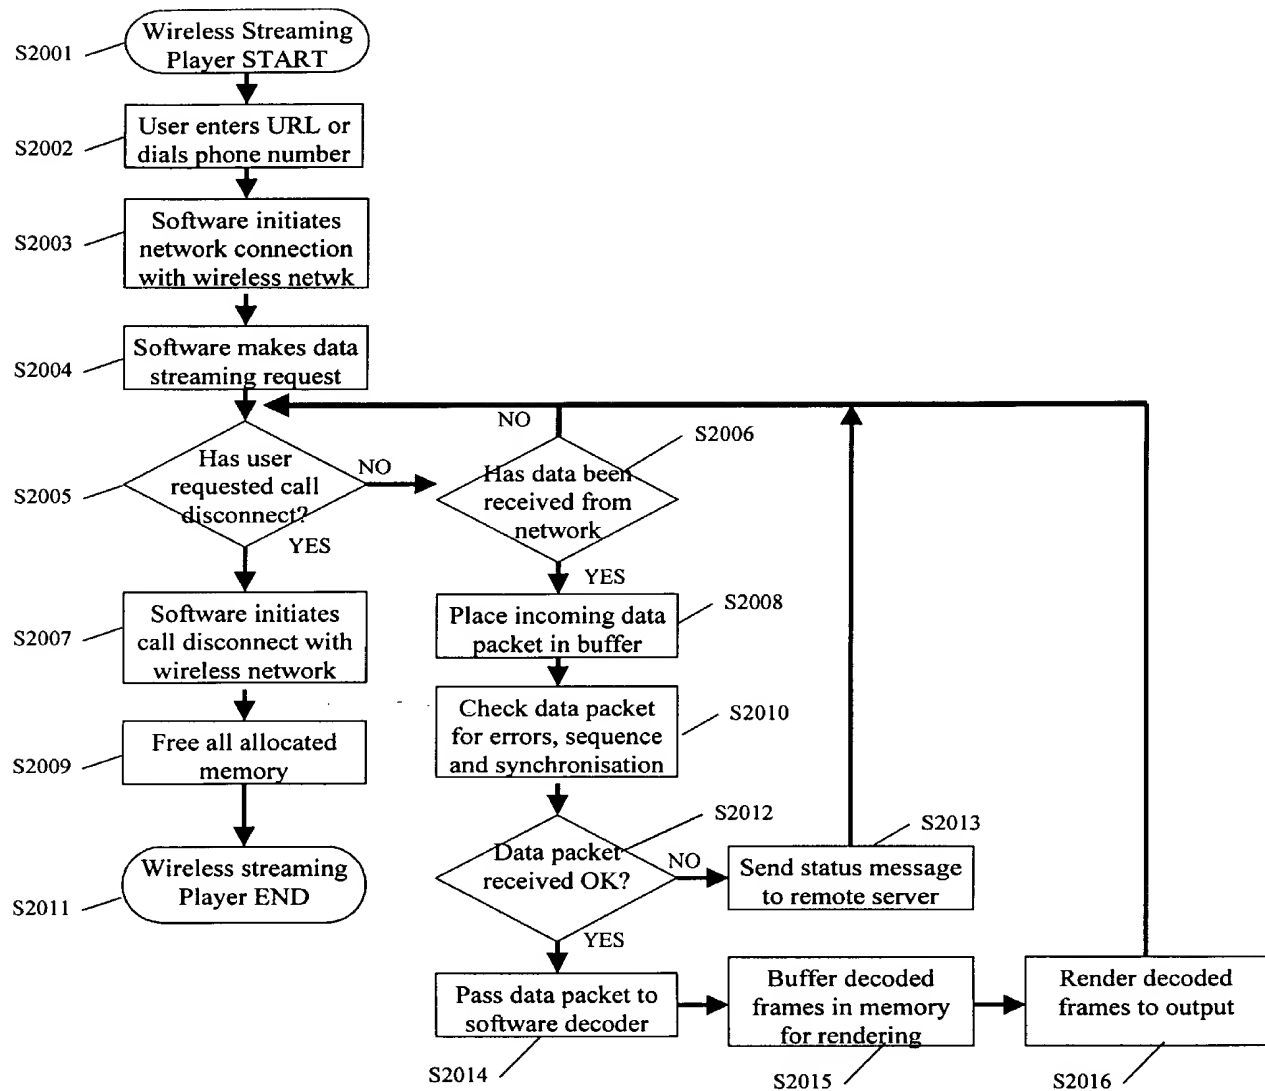 S2001
Wireless Streaming
Player START
S2002
User enters URL or
dials phone number
S2003
Software initiates
network connection
with wireless netwk
S2004
Software makes data
streaming request
S2005
Has user
requested call
disconnect?
NO
YES
NO
S2006
Has data been
received from
network
YES
S2007
Software initiates
call disconnect with
wireless network
S2008
Place incoming data
packet in buffer
S2009
Free all allocated
memory
S2010
Check data packet
for errors, sequence
and synchronisation
S2011
Wireless streaming
Player END
S2012
Data packet
received OK?
NO
YES
S2013
Send status message
to remote server
Pass data packet to
software decoder
S2014
Buffer decoded
frames in memory
for rendering
S2015
Render decoded
frames to output
S2016